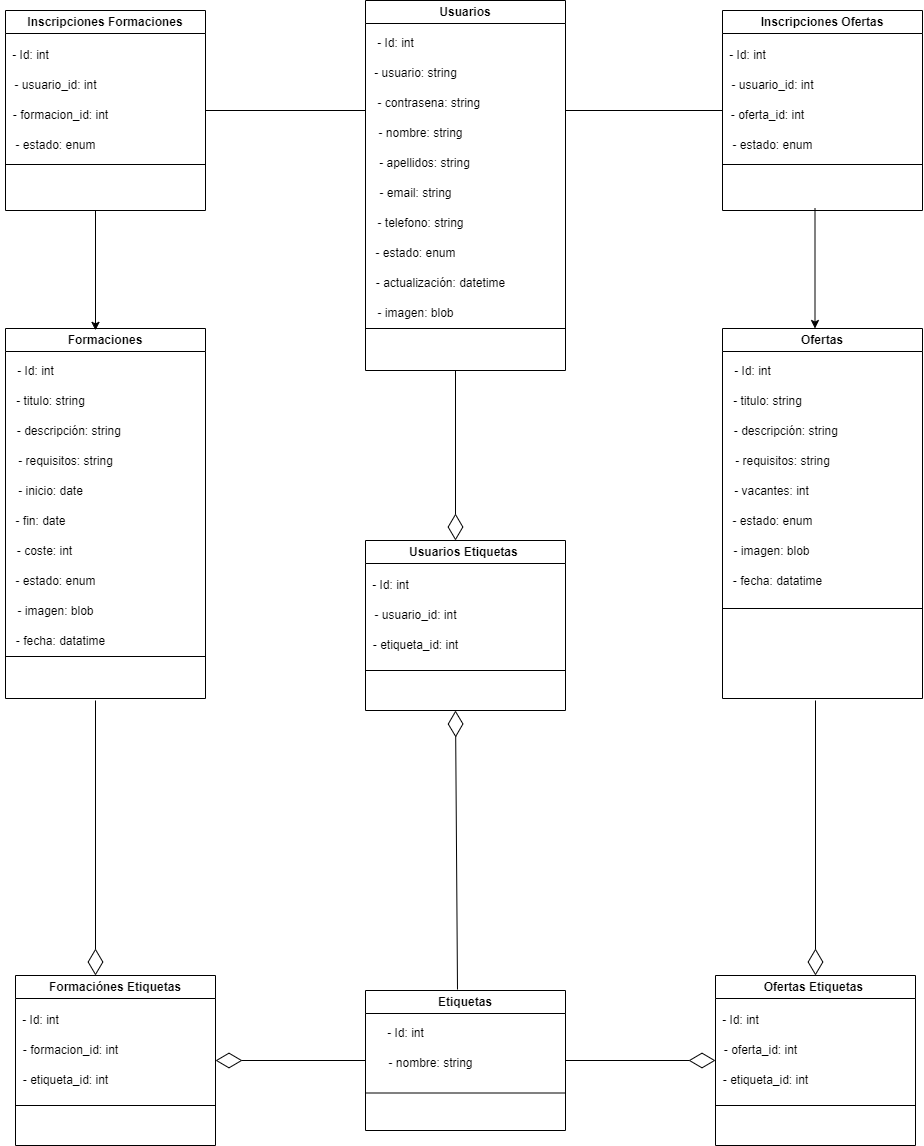 Inscripciones Formaciones
- Id: int
- usuario_id: int
- formacion_id: int
- estado: enum
Usuarios
- Id: int
- usuario: string
- contrasena: string
- nombre: string
- apellidos: string
- email: string
- telefono: string
- estado: enum
- actualización: datetime
- imagen: blob
Inscripciones Ofertas
- Id: int
- usuario_id: int
- oferta_id: int
- estado: enum
Formaciones
- Id: int
- titulo: string
- descripción: string
- requisitos: string
- inicio: date
- fin: date
- coste: int
- estado: enum
- imagen: blob
- fecha: datatime
Usuarios Etiquetas
- Id: int
- usuario_id: int
- etiqueta_id: int
Ofertas
- Id: int
- titulo: string
- descripción: string
- requisitos: string
- vacantes: int
- estado: enum
- imagen: blob
- fecha: datatime
Formaciónes Etiquetas
- Id: int
- formacion_id: int
- etiqueta_id: int
Etiquetas
- Id: int
- nombre: string
Ofertas Etiquetas
- Id: int
- oferta_id: int
- etiqueta_id: int